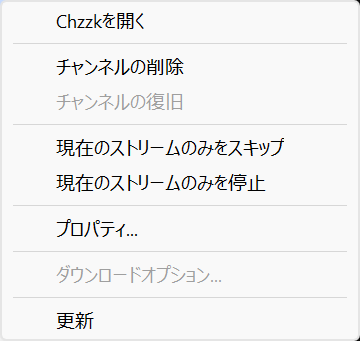 Chzzkを開く
チャンネルの削除
チャンネルの復旧
現在のストリームのみをスキップ
現在のストリームのみを停止
プロパティ...
ダウンロードオプション...
更新